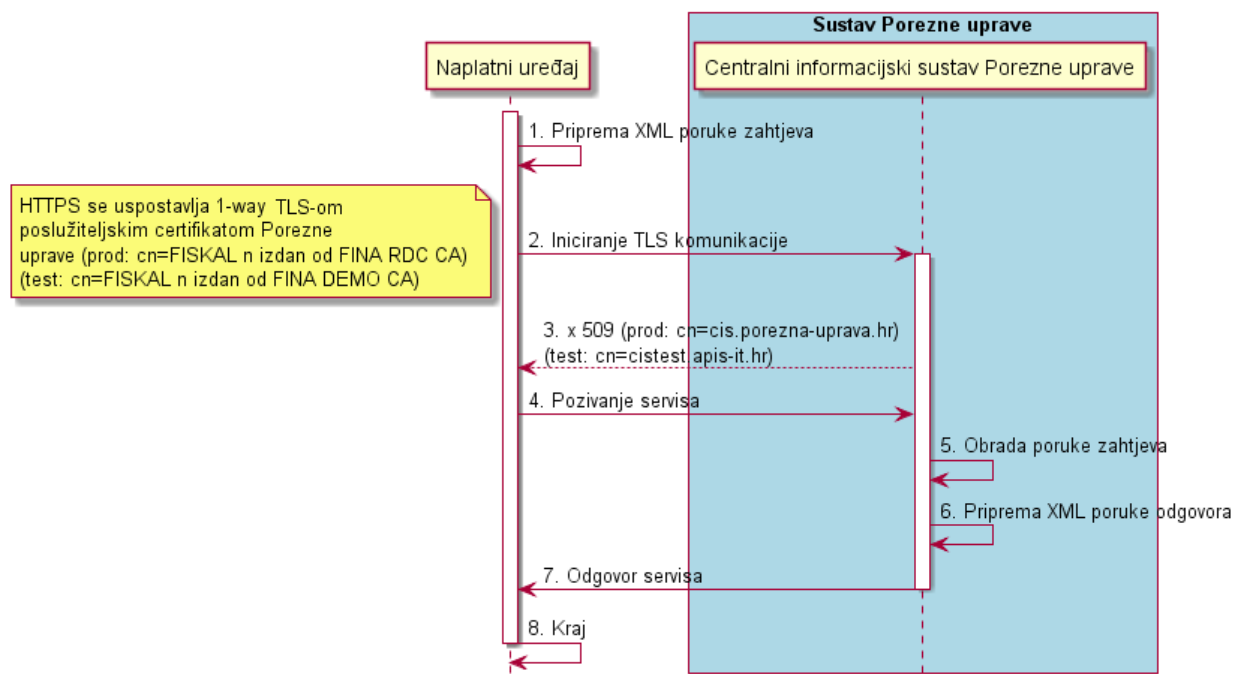 Sustav Porezne uprave
Naplatni uređaj
Centralni informacijski sustav Porezne uprave
1. Priprema XML poruke zahtjeva
HTTPS se uspostavlja 1-way TLS-om
poslužiteljskim certifikatom Porezne
uprave (prod: cn=FISKAL n izdan od FINA RDC CA)
(test: cn=FISKAL n izdan od FINA DEMO CA)
2. Iniciranje TLS komunikacije
3. x 509 (prod: cn=cis.porezna-uprava.hr)
(test: cn=cistest.apis-it.hr)
4. Pozivanje servisa
5. Obrada poruke zahtjeva
6. Priprema XML poruke odgovora
7. Odgovor servisa
8. Kraj